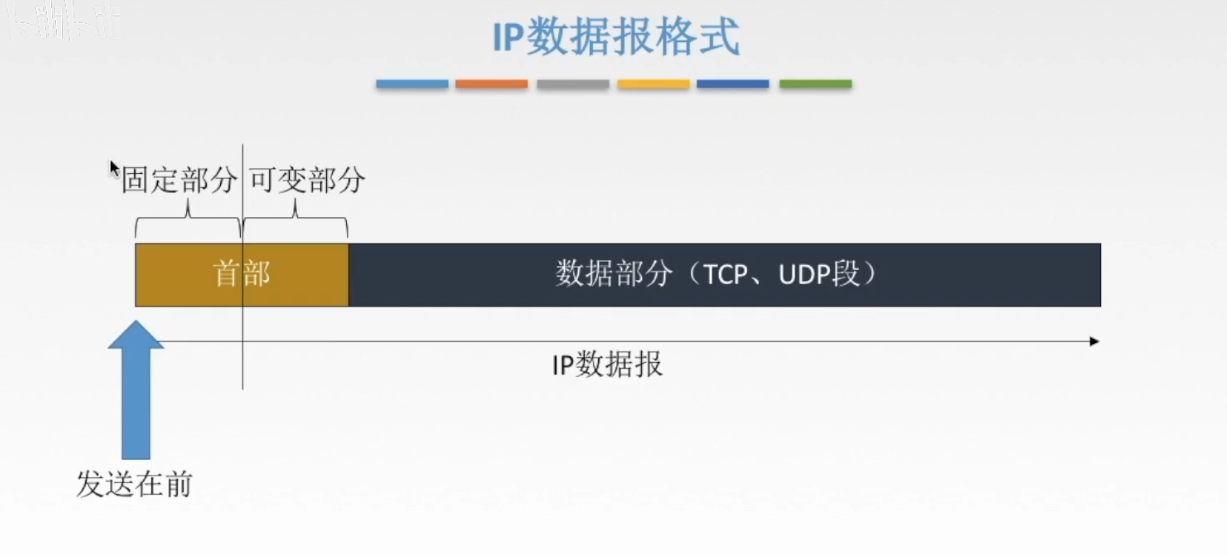 IP数据报格式
固定部分 可变部分
首部 数据部分（TCP、UDP段）
IP数据报
发送在前